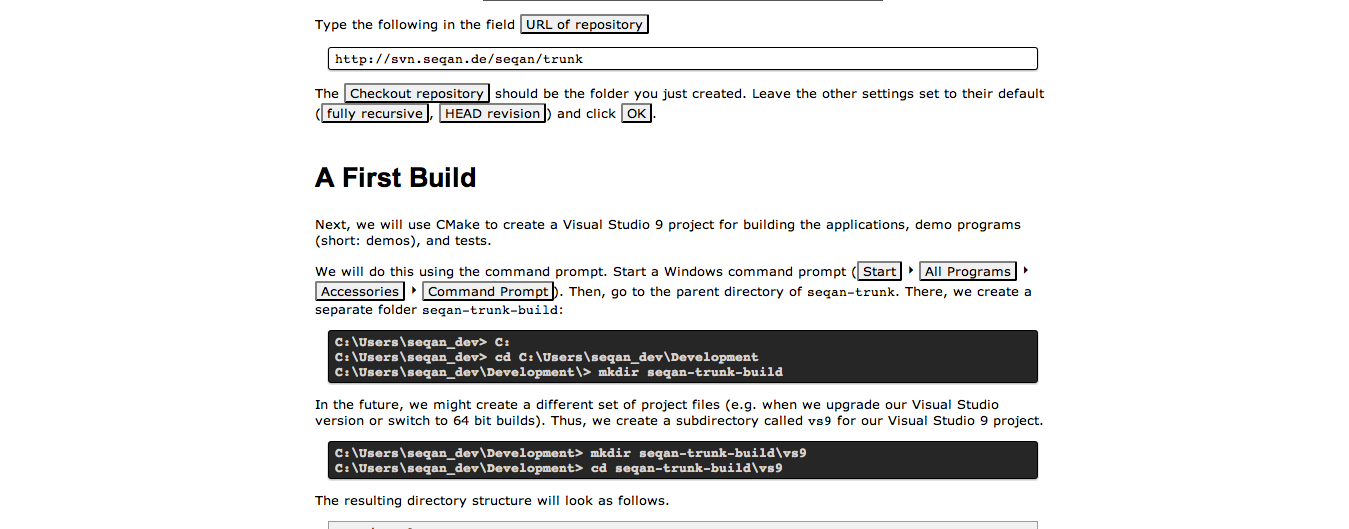 Type the following in the field URL of repository
http://svn.seqan.de/seqan/trunk
The Checkout repository should be the folder you just created. Leave the other settings set to their default
(fully recursive, HEAD revision) and click OK.
A First Build
Next, we will use CMake to create a Visual Studio 9 project for building the applications, demo programs
(short: demos), and tests.
We will do this using the command prompt. Start a Windows command prompt (Start ‣ All Programs ‣
Accessories ‣ Command Prompt). Then, go to the parent directory of seqan-trunk. There, we create a
separate folder seqan-trunk-build:
C:\Users\seqan_dev> C:
C:\Users\seqan_dev> cd C:\Users\seqan_dev\Development
C:\Users\seqan_dev\Development\> mkdir seqan-trunk-build
In the future, we might create a different set of project files (e.g. when we upgrade our Visual Studio
version or switch to 64 bit builds). Thus, we create a subdirectory called vs9 for our Visual Studio 9 project.
C:\Users\seqan_dev\Development> mkdir seqan-trunk-build\vs9
C:\Users\seqan_dev\Development> cd seqan-trunk-build\vs9
The resulting directory structure will look as follows.